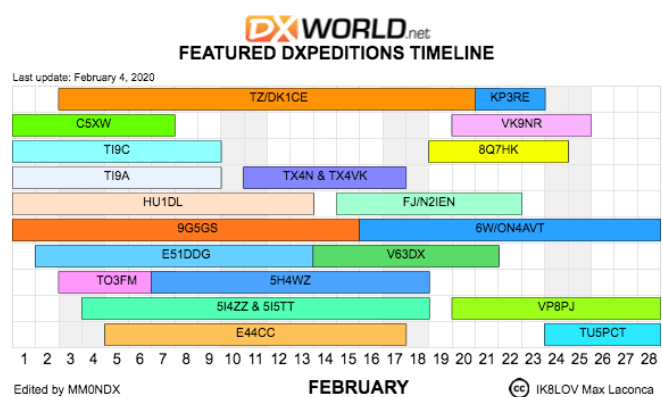 DXWORLD.net
FEATURED DXPEDITIONS TIMELINE
Last update: February 4, 2020
TZ/DK1CE KP3RE
C5XW VK9NR
TI9C 8Q7HK
TI9A TX4N & TX4VK
HU1DL FJ/N2IEN
9G5GS 6W/ON4AVT
E51DDG V63DX
TO3FM 5H4WZ
5I4ZZ & 5I5TT VP8PJ
E44CC TU5PCT
1 2 3 4 5 6 7 8 9 10 11 12 13 14 15 16 17 18 19 20 21 22 23 24 25 26 27 28
Edited by MM0NDX FEBRUARY cc IK8LOV Max Laconca